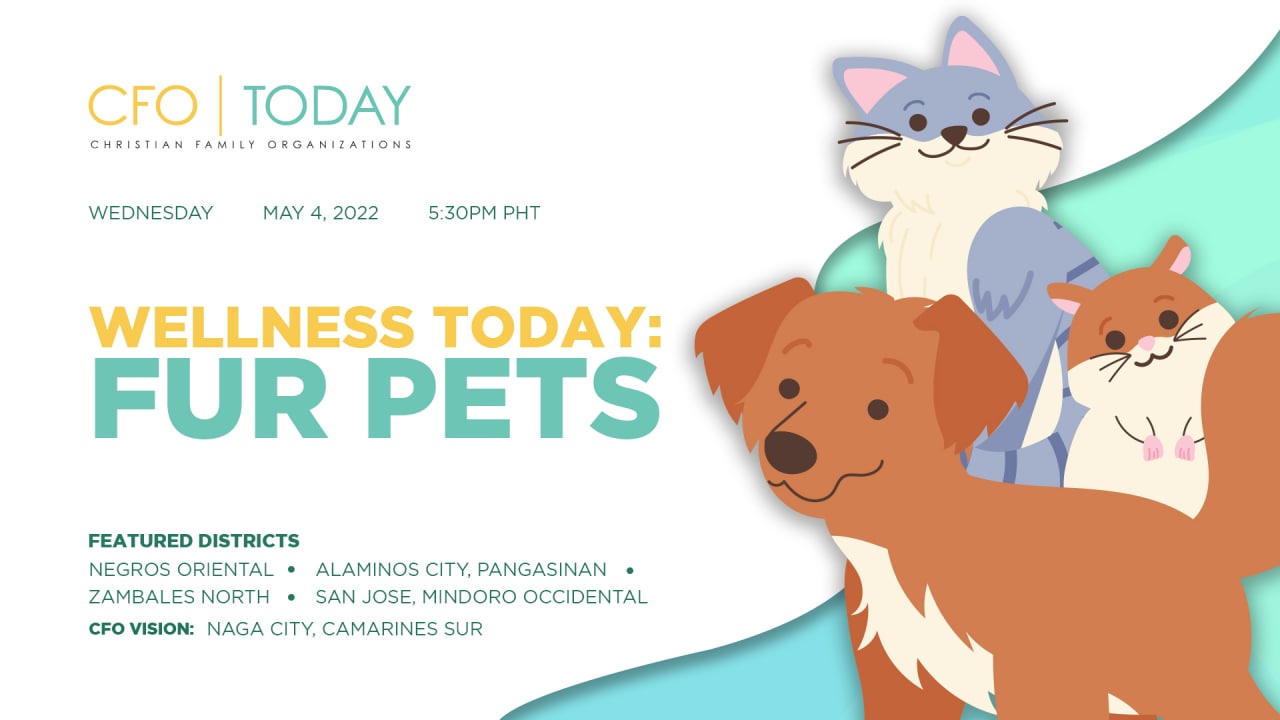 CFO | TODAY
CHRISTIAN FAMILY ORGANIZATIONS
WEDNESDAY MAY 4, 2022 5:30PM PHT
WELLNESS TODAY:
FUR PETS
FEATURED DISTRICTS
NEGROS ORIENTAL • ALAMINOS CITY, PANGASINAN •
ZAMBALES NORTH • SAN JOSE, MINDORO OCCIDENTAL
CFO VISION: NAGA CITY, CAMARINES SUR